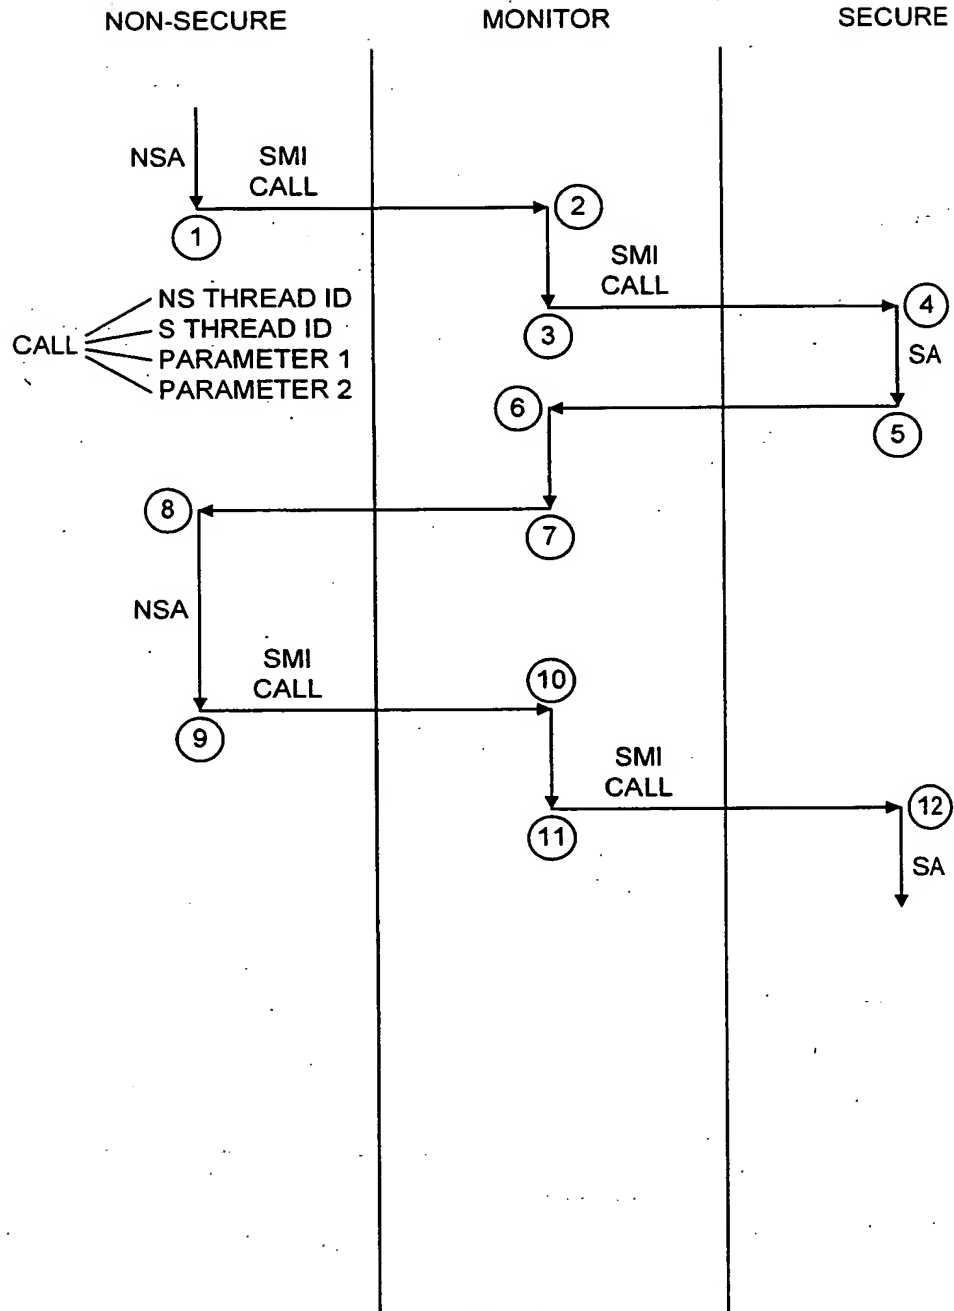 NON-SECURE
MONITOR
SECURE
NSA
SMI
CALL
1
2
SMI
CALL
3
4
SA
CALL
NS THREAD ID
S THREAD ID
PARAMETER 1
PARAMETER 2
6
5
8
7
NSA
SMI
CALL
10
9
SMI
CALL
11
12
SA